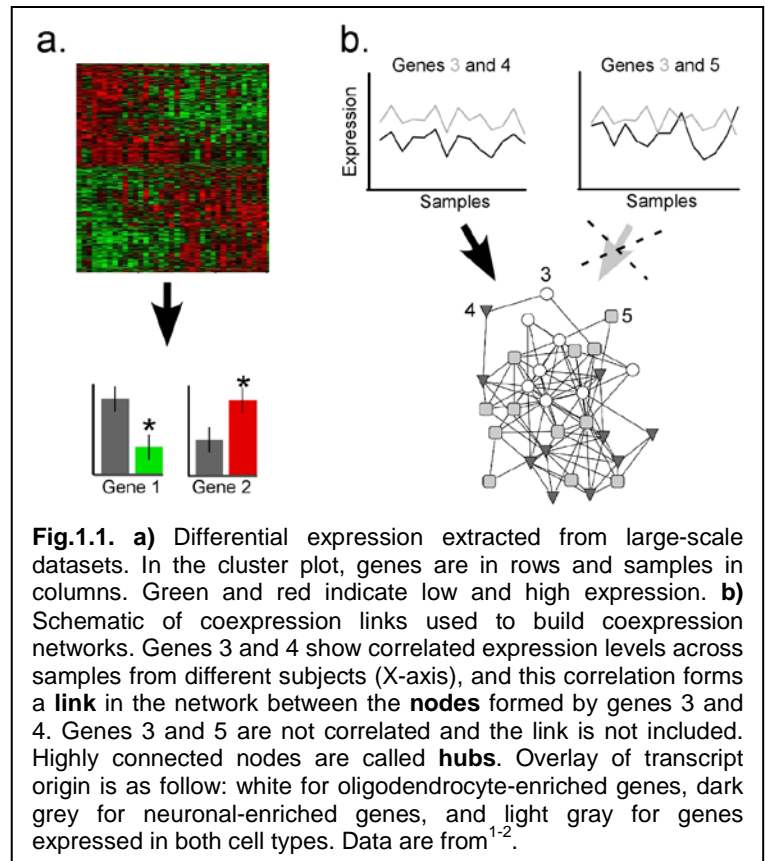 a.
b.
Genes 3 and 4
Genes 3 and 5
Expression
Samples
Samples
3
4
5
*
*
Gene 1
Gene 2
Fig.1.1. a) Differential expression extracted from large-scale
datasets. In the cluster plot, genes are in rows and samples in
columns. Green and red indicate low and high expression. b)
Schematic of coexpression links used to build coexpression
networks. Genes 3 and 4 show correlated expression levels across
samples from different subjects (X-axis), and this correlation forms
a link in the network between the nodes formed by genes 3 and
4. Genes 3 and 5 are not correlated and the link is not included.
Highly connected nodes are called hubs. Overlay of transcript
origin is as follow: white for oligodendrocyte-enriched genes, dark
grey for neuronal-enriched genes, and light gray for genes
expressed in both cell types. Data are from1-2.